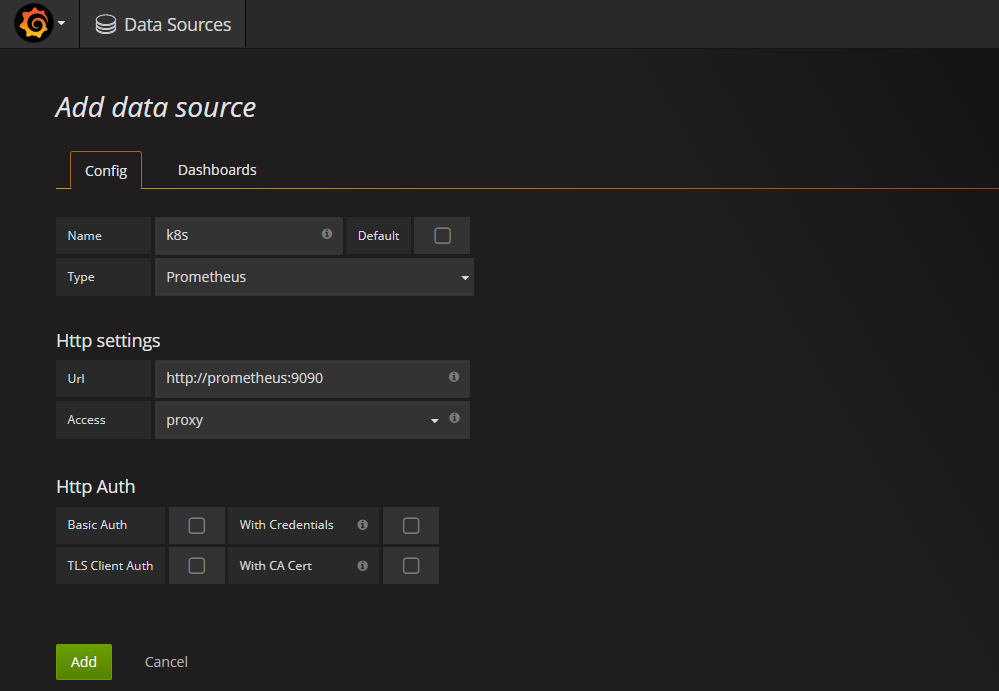 Data Sources
Add data source
Config Dashboards
Name k8s Default
Type Prometheus
Http settings
Url http://prometheus:9090
Access proxy
Http Auth
Basic Auth With Credentials
TLS Client Auth With CA Cert
Add Cancel